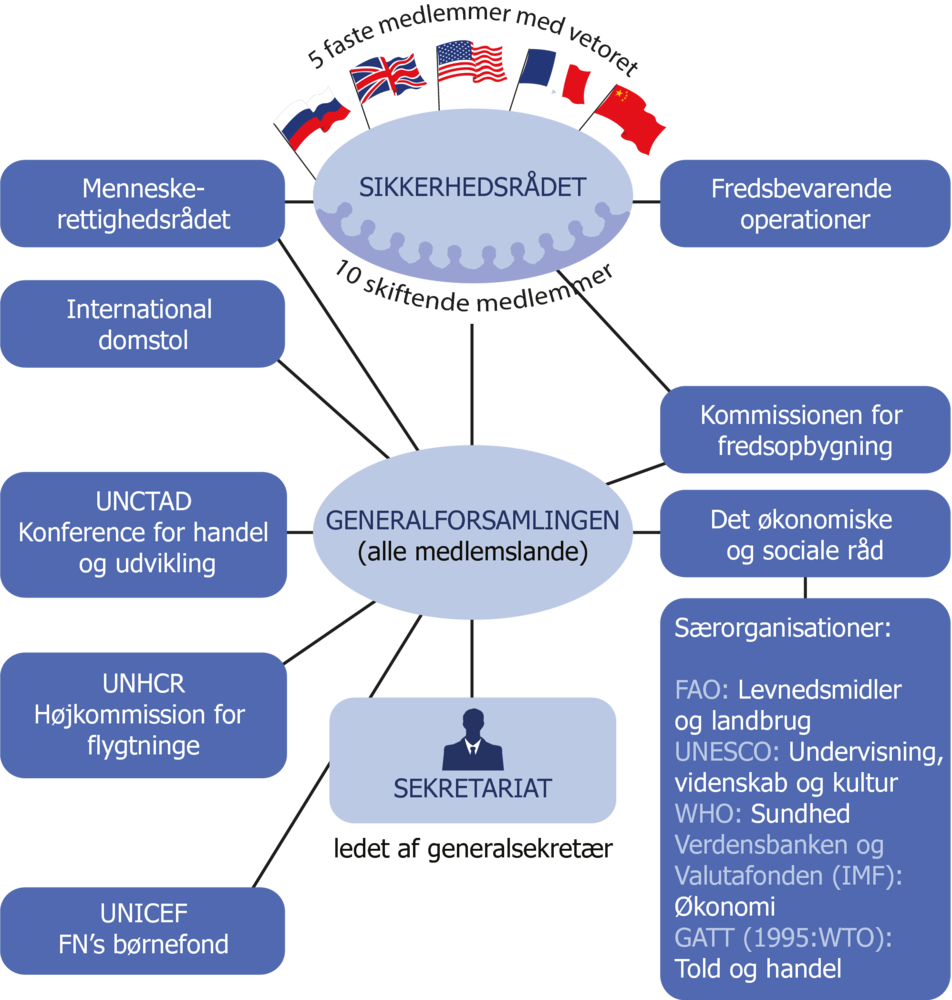 5 faste medlemmer med vetoret
SIKKERHEDSRÅDET
10 skiftende medlemmer
Menneske-
rettighedsrådet
Fredsbevarende
operationer
International
domstol
Kommissionen for
fredsopbygning
UNCTAD
Konference for handel
og udvikling
GENERALFORSAMLINGEN
(alle medlemslande)
Det økonomiske
og sociale råd
UNHCR
Højkommission for
flygtninge
SEKRETARIAT
ledet af generalsekretær
UNICEF
FN’s børnefond
Særorganisationer:
FAO: Levnedsmidler
og landbrug
UNESCO: Undervisning,
videnskab og kultur
WHO: Sundhed
Verdensbanken og
Valutafonden (IMF):
Økonomi
GATT (1995:WTO):
Told og handel